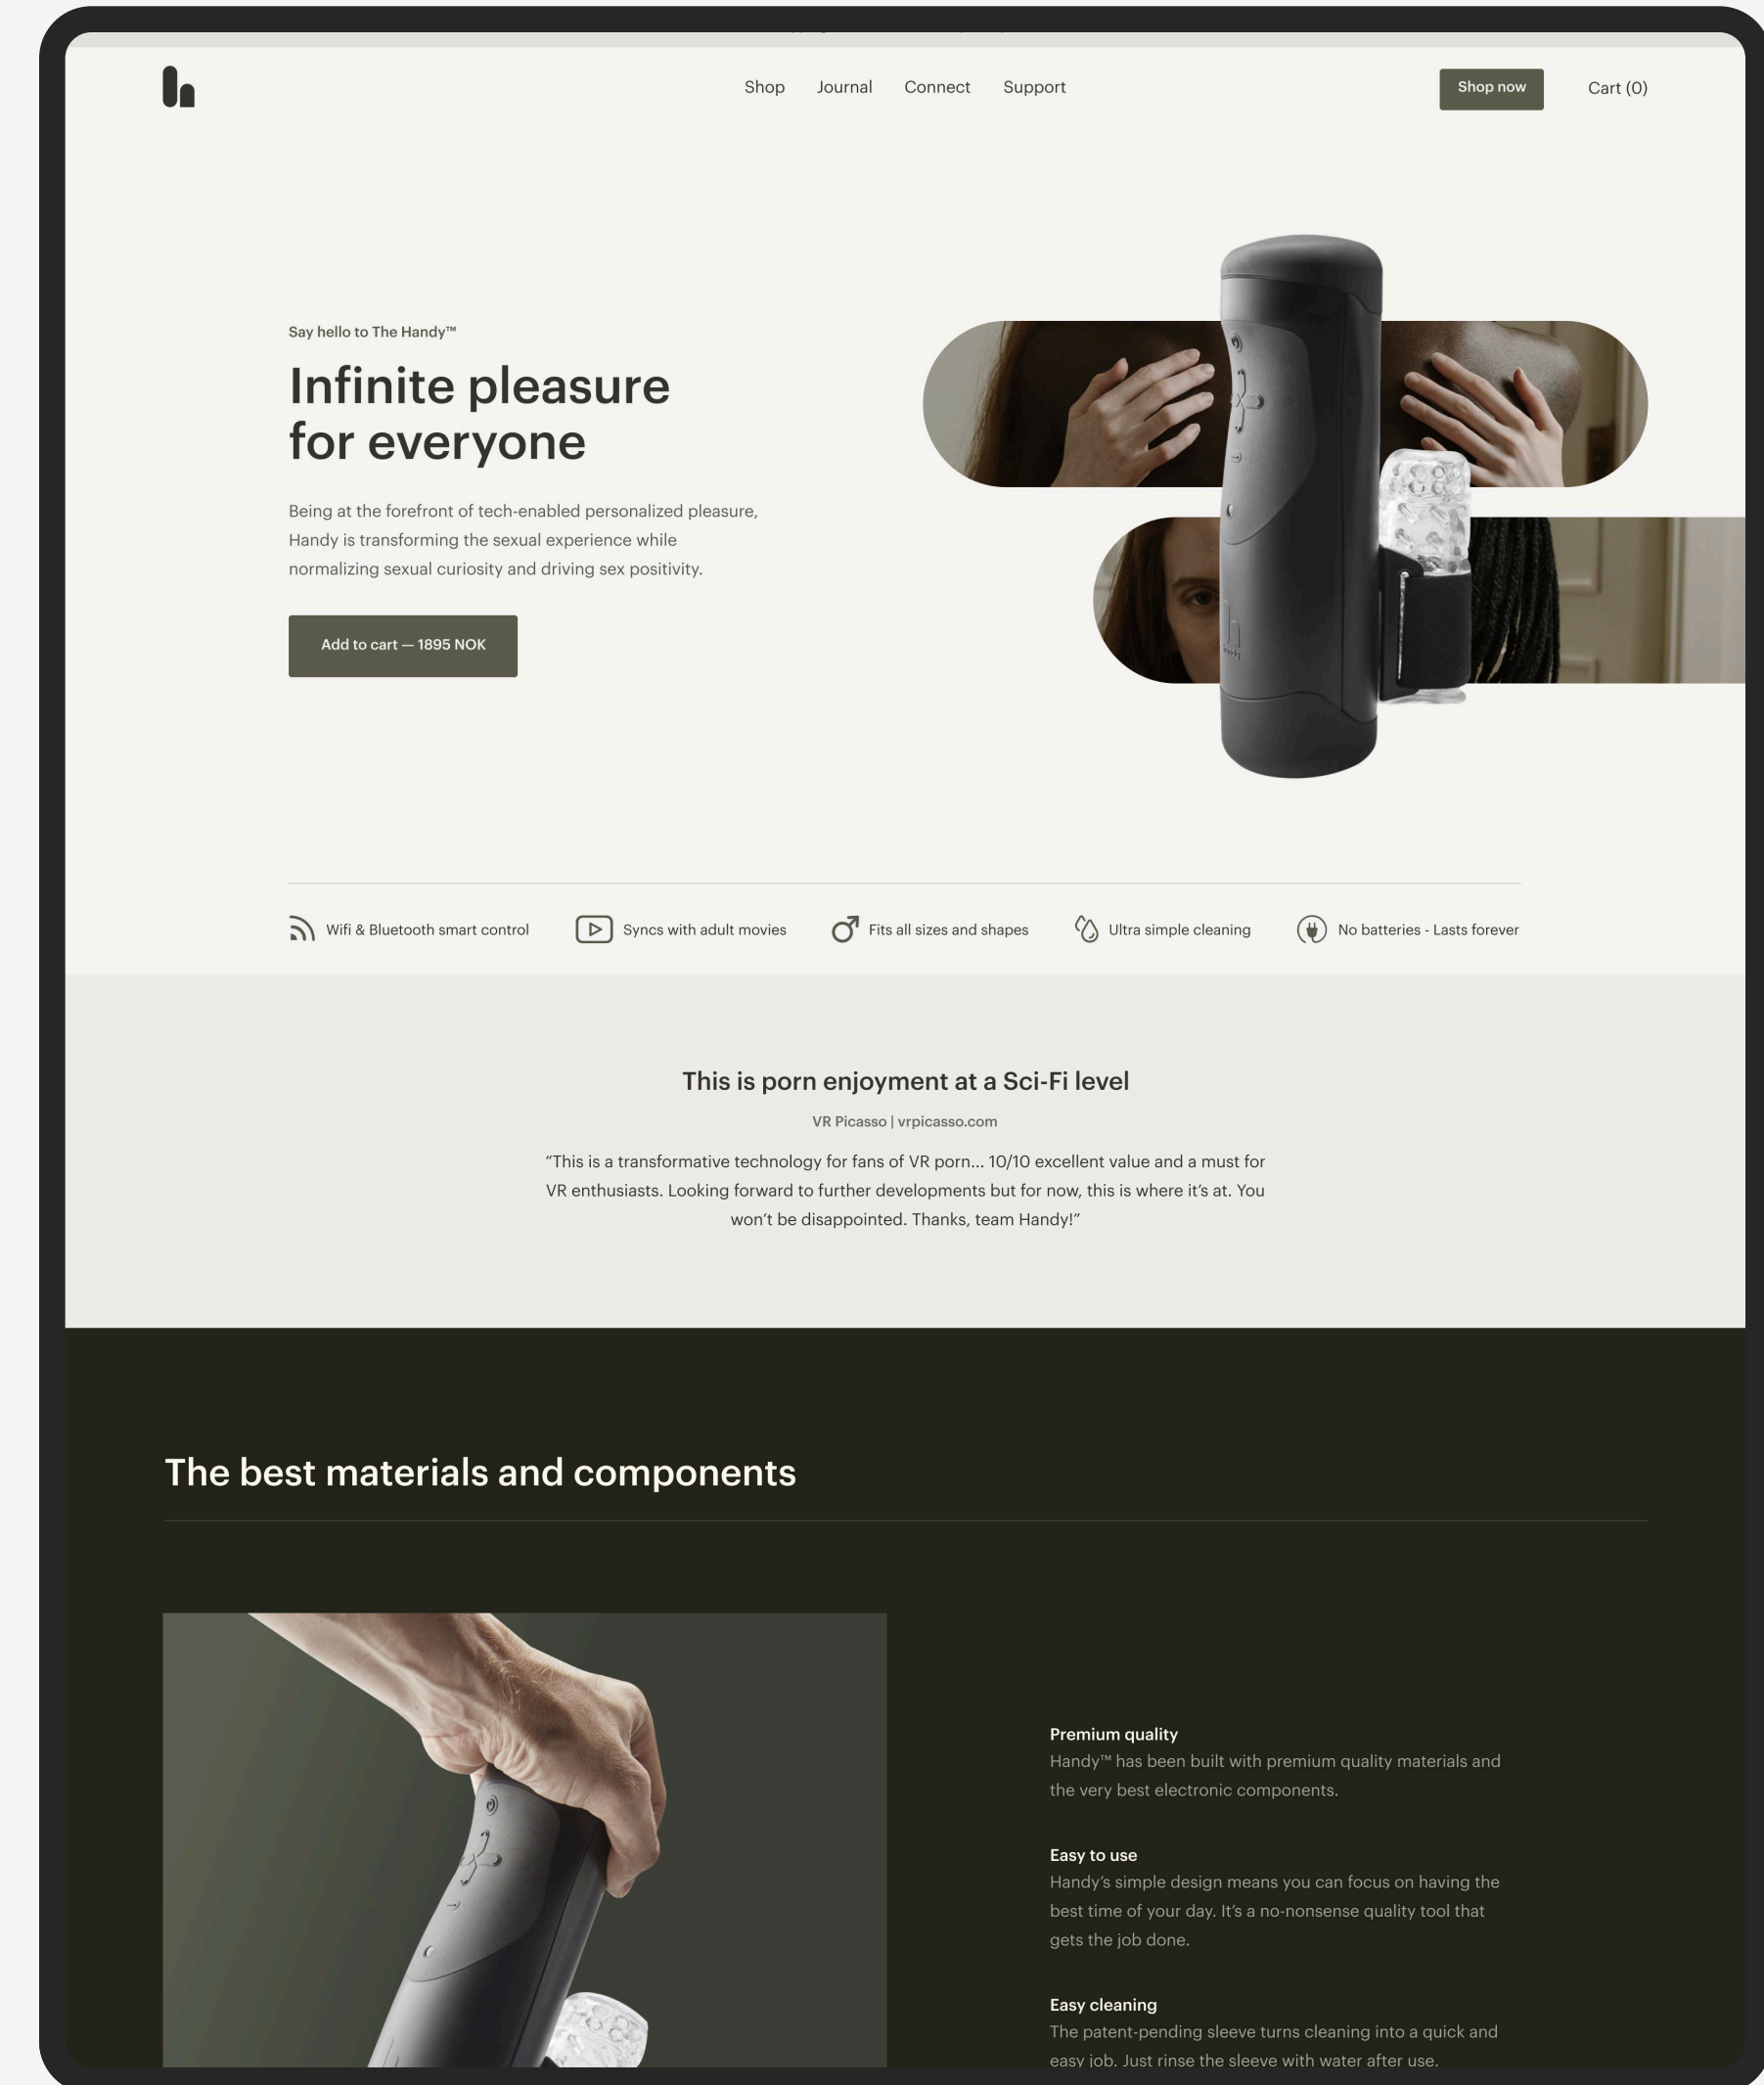 Shop
Journal
Connect
Support
Shop now
Cart (0)
Say hello to The Handy™
Infinite pleasure
for everyone
Being at the forefront of tech-enabled personalized pleasure,
Handy is transforming the sexual experience while
normalizing sexual curiosity and driving sex positivity.
Add to cart — 1895 NOK
Wifi & Bluetooth smart control
Syncs with adult movies
Fits all sizes and shapes
Ultra simple cleaning
No batteries - Lasts forever
This is porn enjoyment at a Sci-Fi level
VR Picasso | vrpicasso.com
”This is a transformative technology for fans of VR porn... 10/10 excellent value and a must for
VR enthusiasts. Looking forward to further developments but for now, this is where it’s at. You
won’t be disappointed. Thanks, team Handy!”
The best materials and components
Premium quality
Handy™ has been built with premium quality materials and
the very best electronic components.
Easy to use
Handy’s simple design means you can focus on having the
best time of your day. It’s a no-nonsense quality tool that
gets the job done.
Easy cleaning
The patent-pending sleeve turns cleaning into a quick and
easy job. Just rinse the sleeve with water after use.